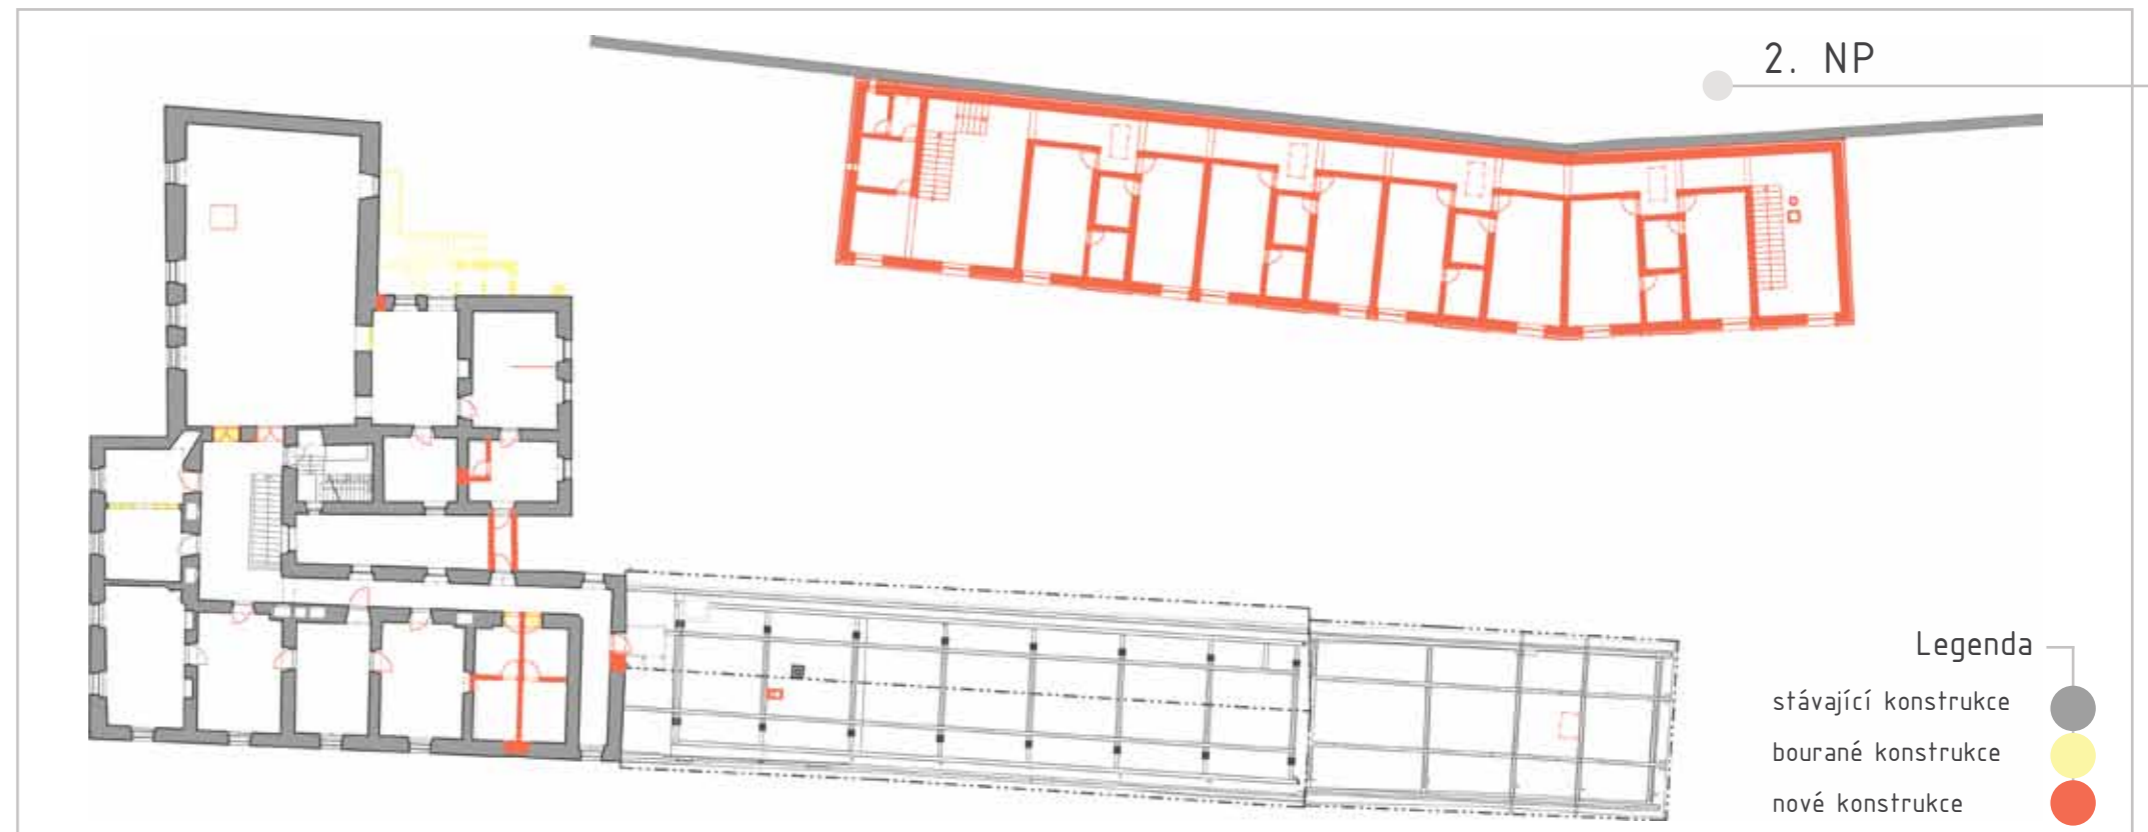 2. NP
Legenda
stávající konstrukce
bourané konstrukce
nové konstrukce